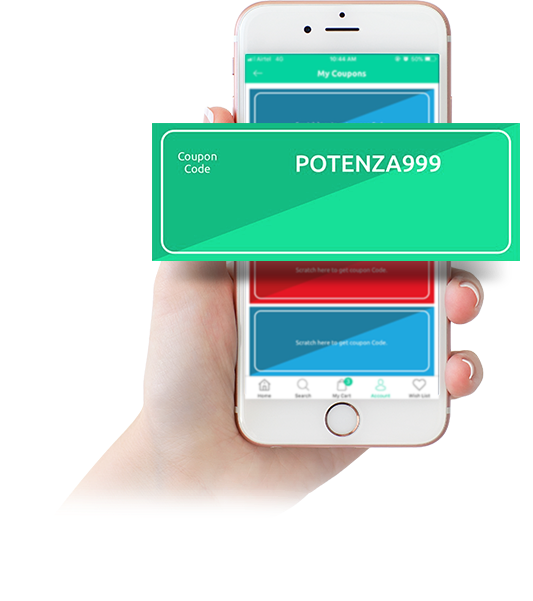 Airtel 4G 10:44 AM 50%
My Coupons
Coupon
Code
POTENZA999
Scratch here to get coupon Code.
Scratch here to get coupon Code.
Home Search My Cart Account Wish List